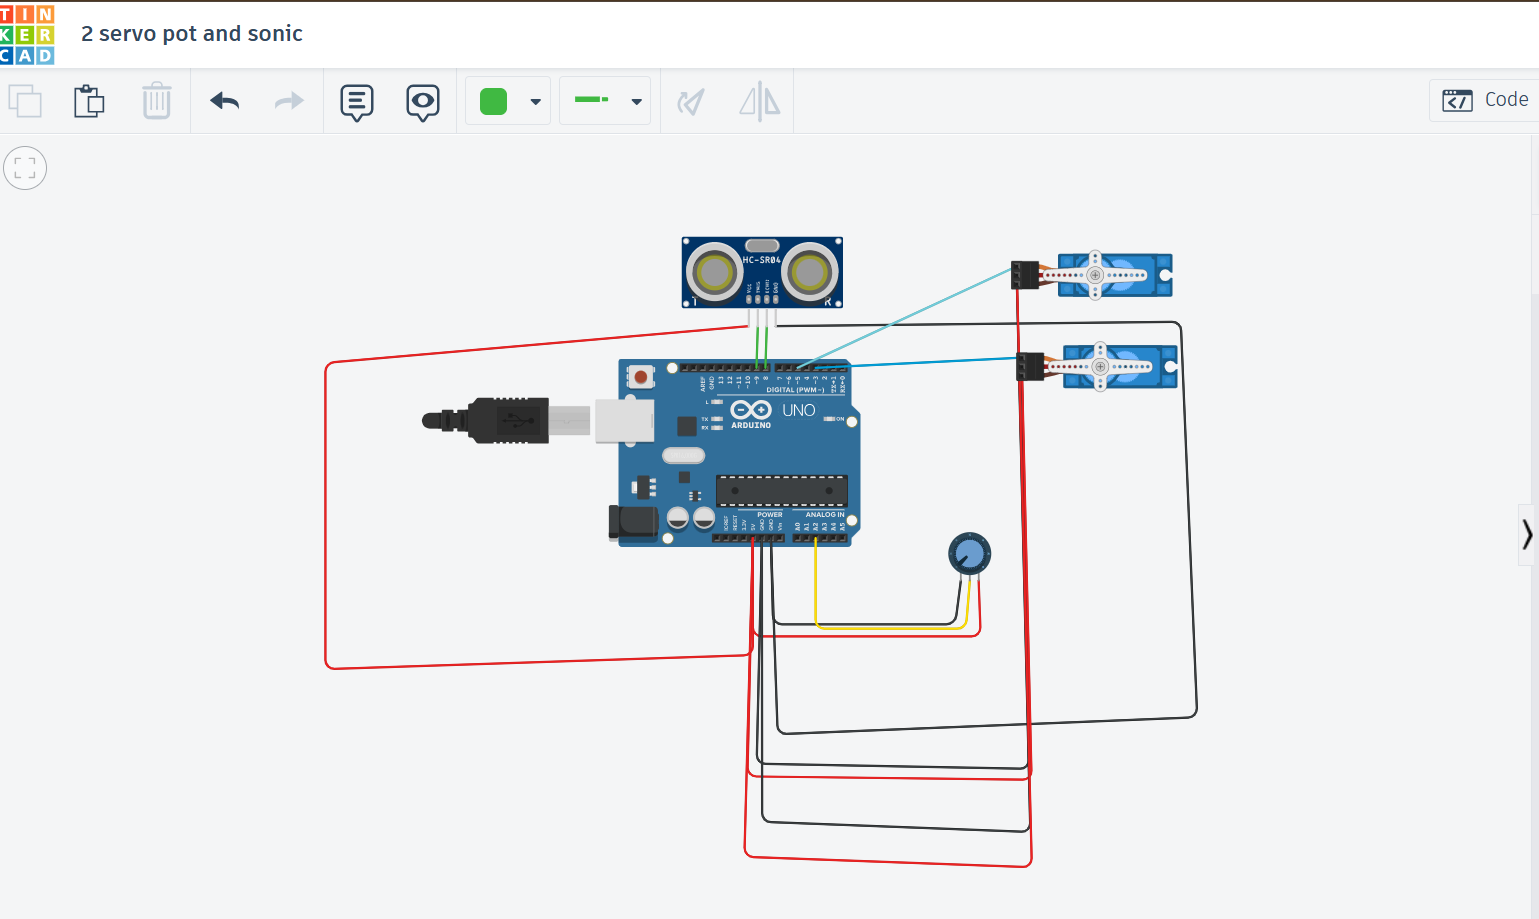 TIN
KER
CAD
2 servo pot and sonic
Code
HC-SR04
VCC
TRIG
ECHO
GND
T
R
AREF
GND
13
12
~11
~10
~9
8
7
~6
~5
4
~3
2
TX→1
RX←0
DIGITAL (PWM~)
L
TX
RX
UNO
ARDUINO
ON
POWER
ANALOG IN
IOREF
RESET
3.3V
5V
GND
GND
Vin
A0
A1
A2
A3
A4
A5